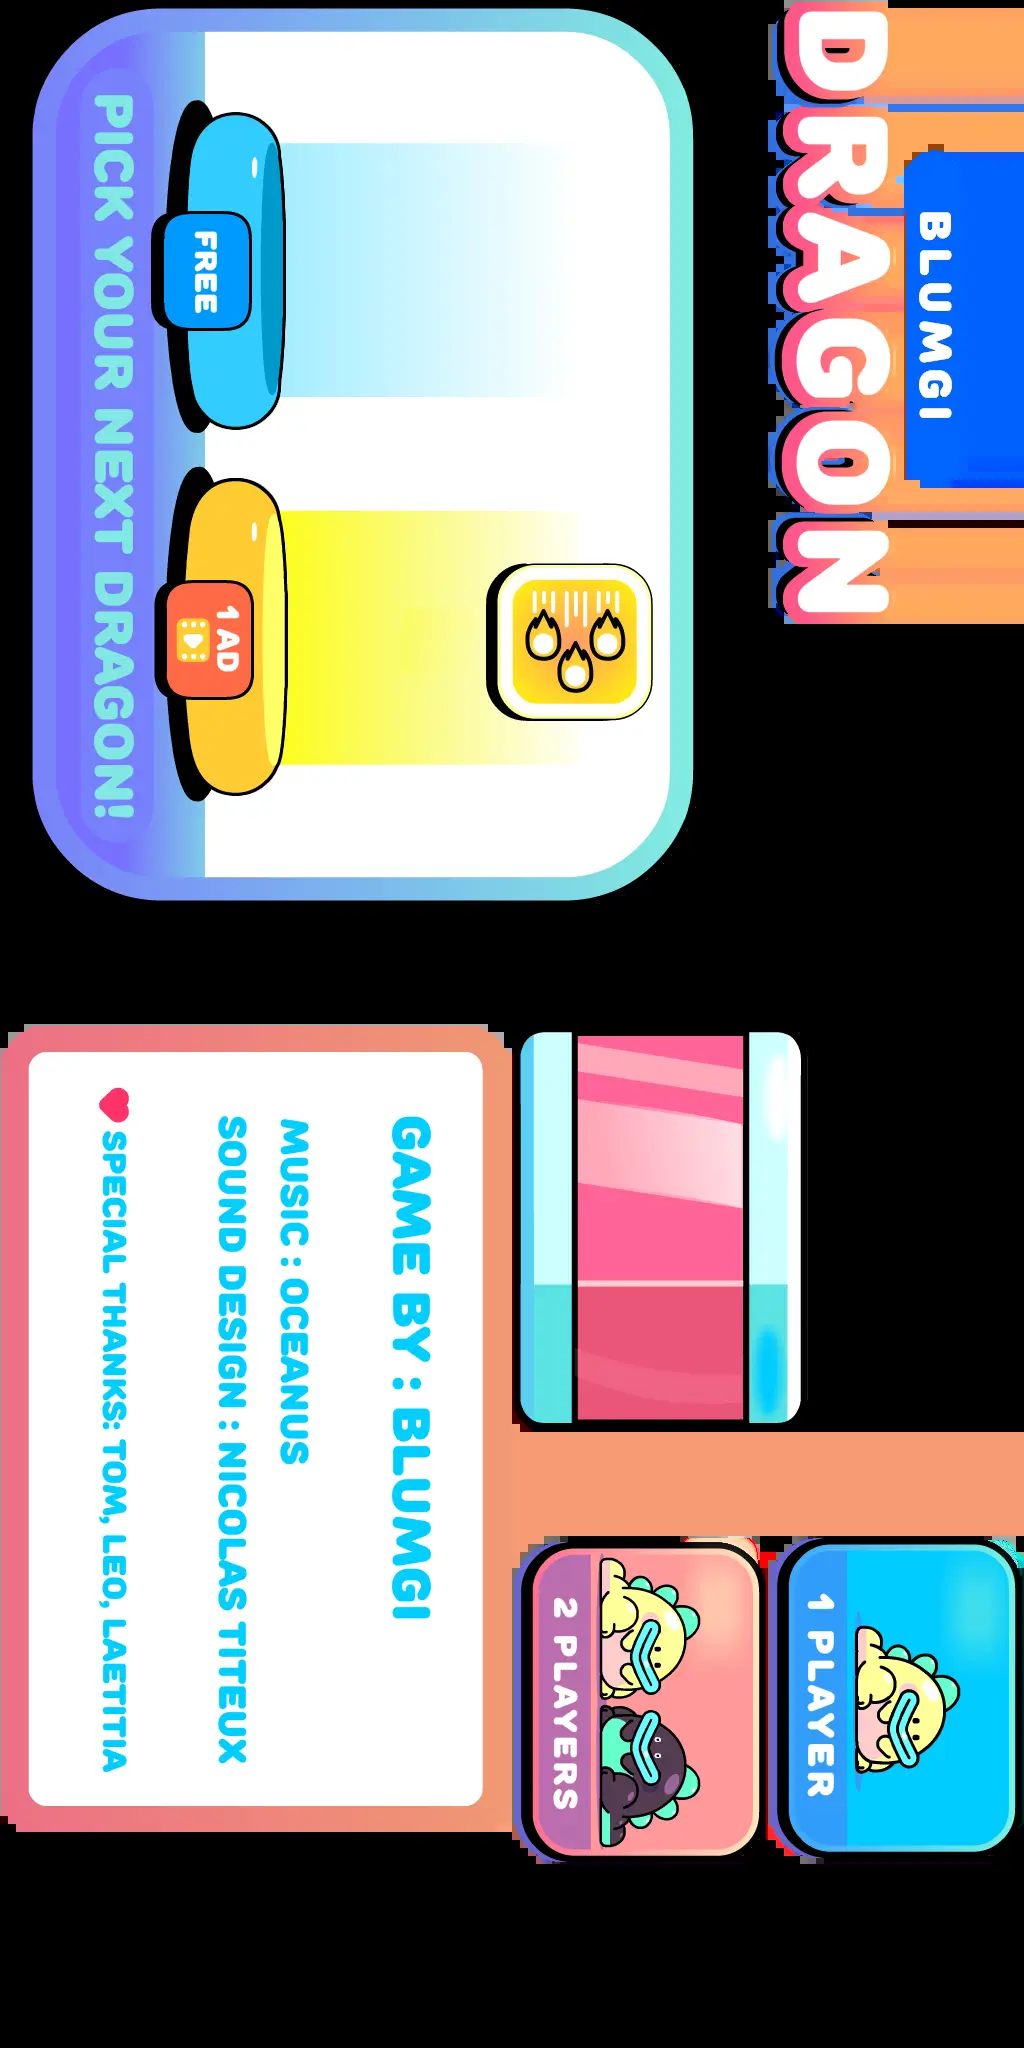 DRAGON
BLUMGI
PICK YOUR NEXT DRAGON!
FREE
1 AD
GAME BY : BLUMGI
MUSIC : OCEANUS
SOUND DESIGN : NICOLAS TITEUX
SPECIAL THANKS: TOM, LEO, LAETITIA
1 PLAYER
2 PLAYERS